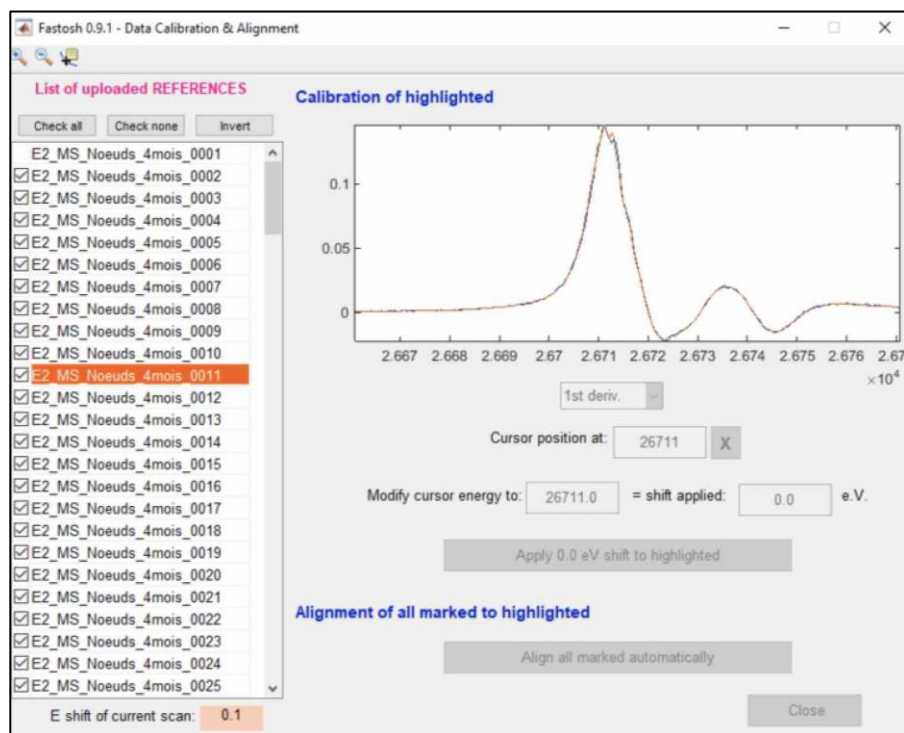 Fastosh 0.9.1 - Data Calibration & Alignment
List of uploaded REFERENCES
Check all Check none Invert
E2_MS_Noeuds_4mois_0001
E2_MS_Noeuds_4mois_0002
E2_MS_Noeuds_4mois_0003
E2_MS_Noeuds_4mois_0004
E2_MS_Noeuds_4mois_0005
E2_MS_Noeuds_4mois_0006
E2_MS_Noeuds_4mois_0007
E2_MS_Noeuds_4mois_0008
E2_MS_Noeuds_4mois_0009
E2_MS_Noeuds_4mois_0010
E2_MS_Noeuds_4mois_0011
E2_MS_Noeuds_4mois_0012
E2_MS_Noeuds_4mois_0013
E2_MS_Noeuds_4mois_0014
E2_MS_Noeuds_4mois_0015
E2_MS_Noeuds_4mois_0016
E2_MS_Noeuds_4mois_0017
E2_MS_Noeuds_4mois_0018
E2_MS_Noeuds_4mois_0019
E2_MS_Noeuds_4mois_0020
E2_MS_Noeuds_4mois_0021
E2_MS_Noeuds_4mois_0022
E2_MS_Noeuds_4mois_0023
E2_MS_Noeuds_4mois_0024
E2_MS_Noeuds_4mois_0025
E shift of current scan: 0.1
Calibration of highlighted
0.1
0.05
0
2.667 2.668 2.669 2.67 2.671 2.672 2.673 2.674 2.675 2.676 2.67
×10⁴
1st deriv.
Cursor position at: 26711 X
Modify cursor energy to: 26711.0 = shift applied: 0.0 e.V.
Apply 0.0 eV shift to highlighted
Alignment of all marked to highlighted
Align all marked automatically
Close